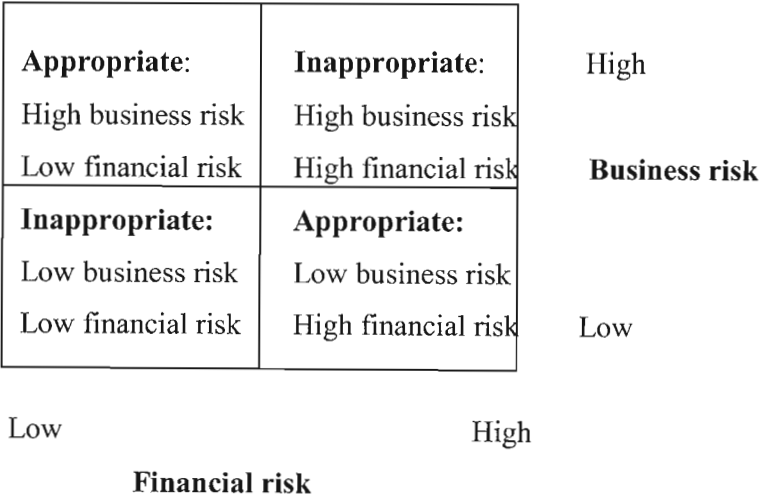 Appropriate:
High business risk
Low financial risk
Inappropriate:
High business risk
High financial risk
High
Business risk
Inappropriate:
Low business risk
Low financial risk
Appropriate:
Low business risk
High financial risk
Low
Low
High
Financial risk